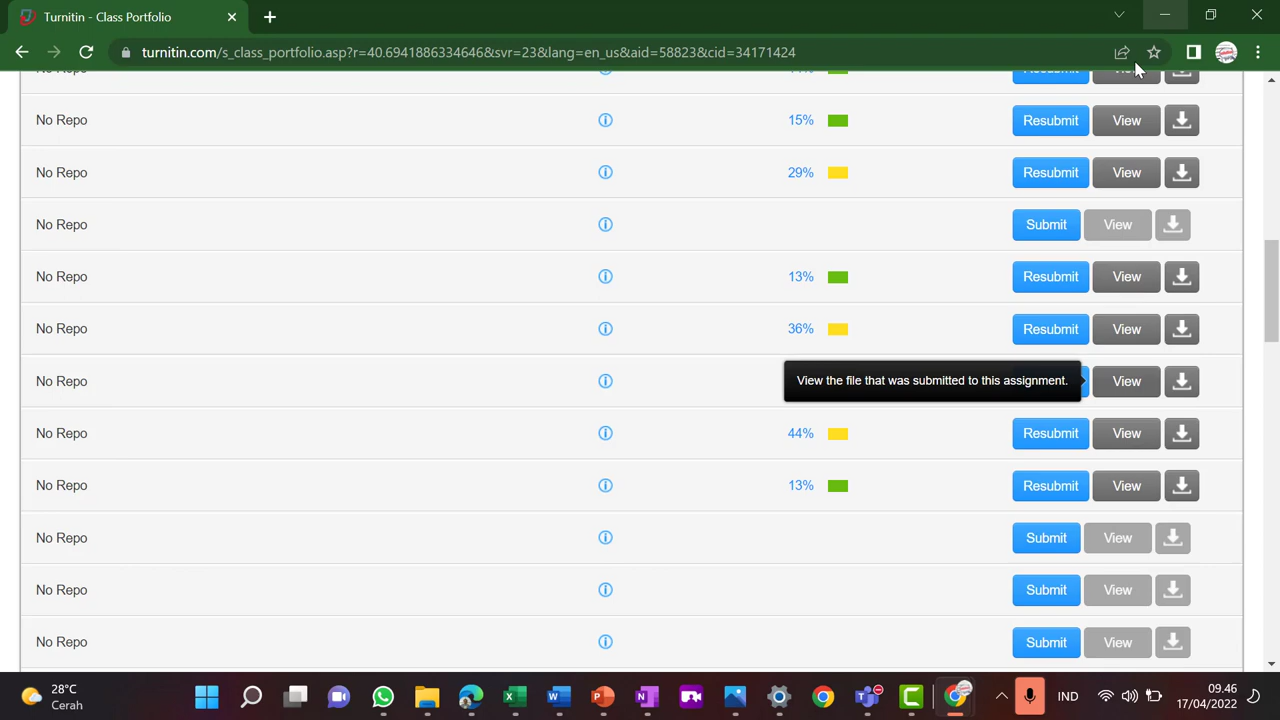 Turnitin - Class Portfolio
turnitin.com/s_class_portfolio.asp?r=40.6941886334646&svr=23&lang=en_us&aid=58823&cid=34171424
No Repo 15% Resubmit View
No Repo 29% Resubmit View
No Repo Submit View
No Repo 13% Resubmit View
No Repo 36% Resubmit View
No Repo View the file that was submitted to this assignment. View
No Repo 44% Resubmit View
No Repo 13% Resubmit View
No Repo Submit View
No Repo Submit View
No Repo Submit View
28°C
Cerah
IND
09.46
17/04/2022